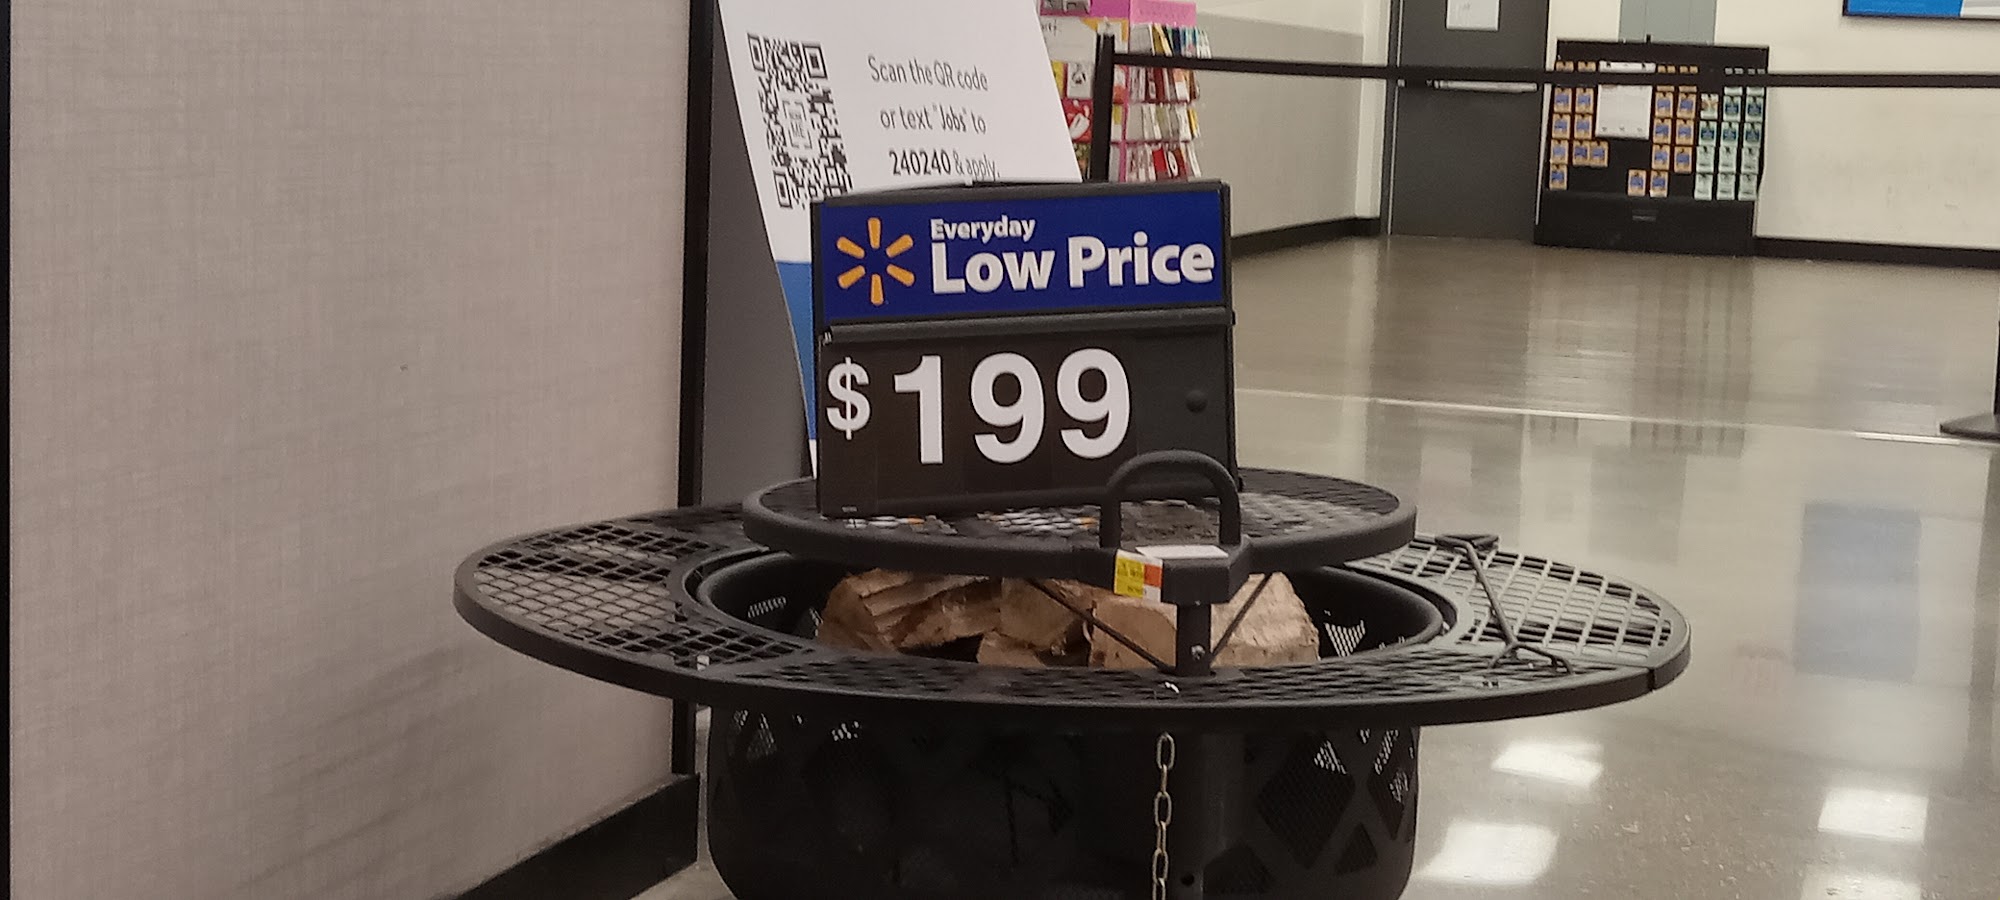 Scan the QR code
or text "Jobs" to
240240 & apply.
Everyday
Low Price
$199